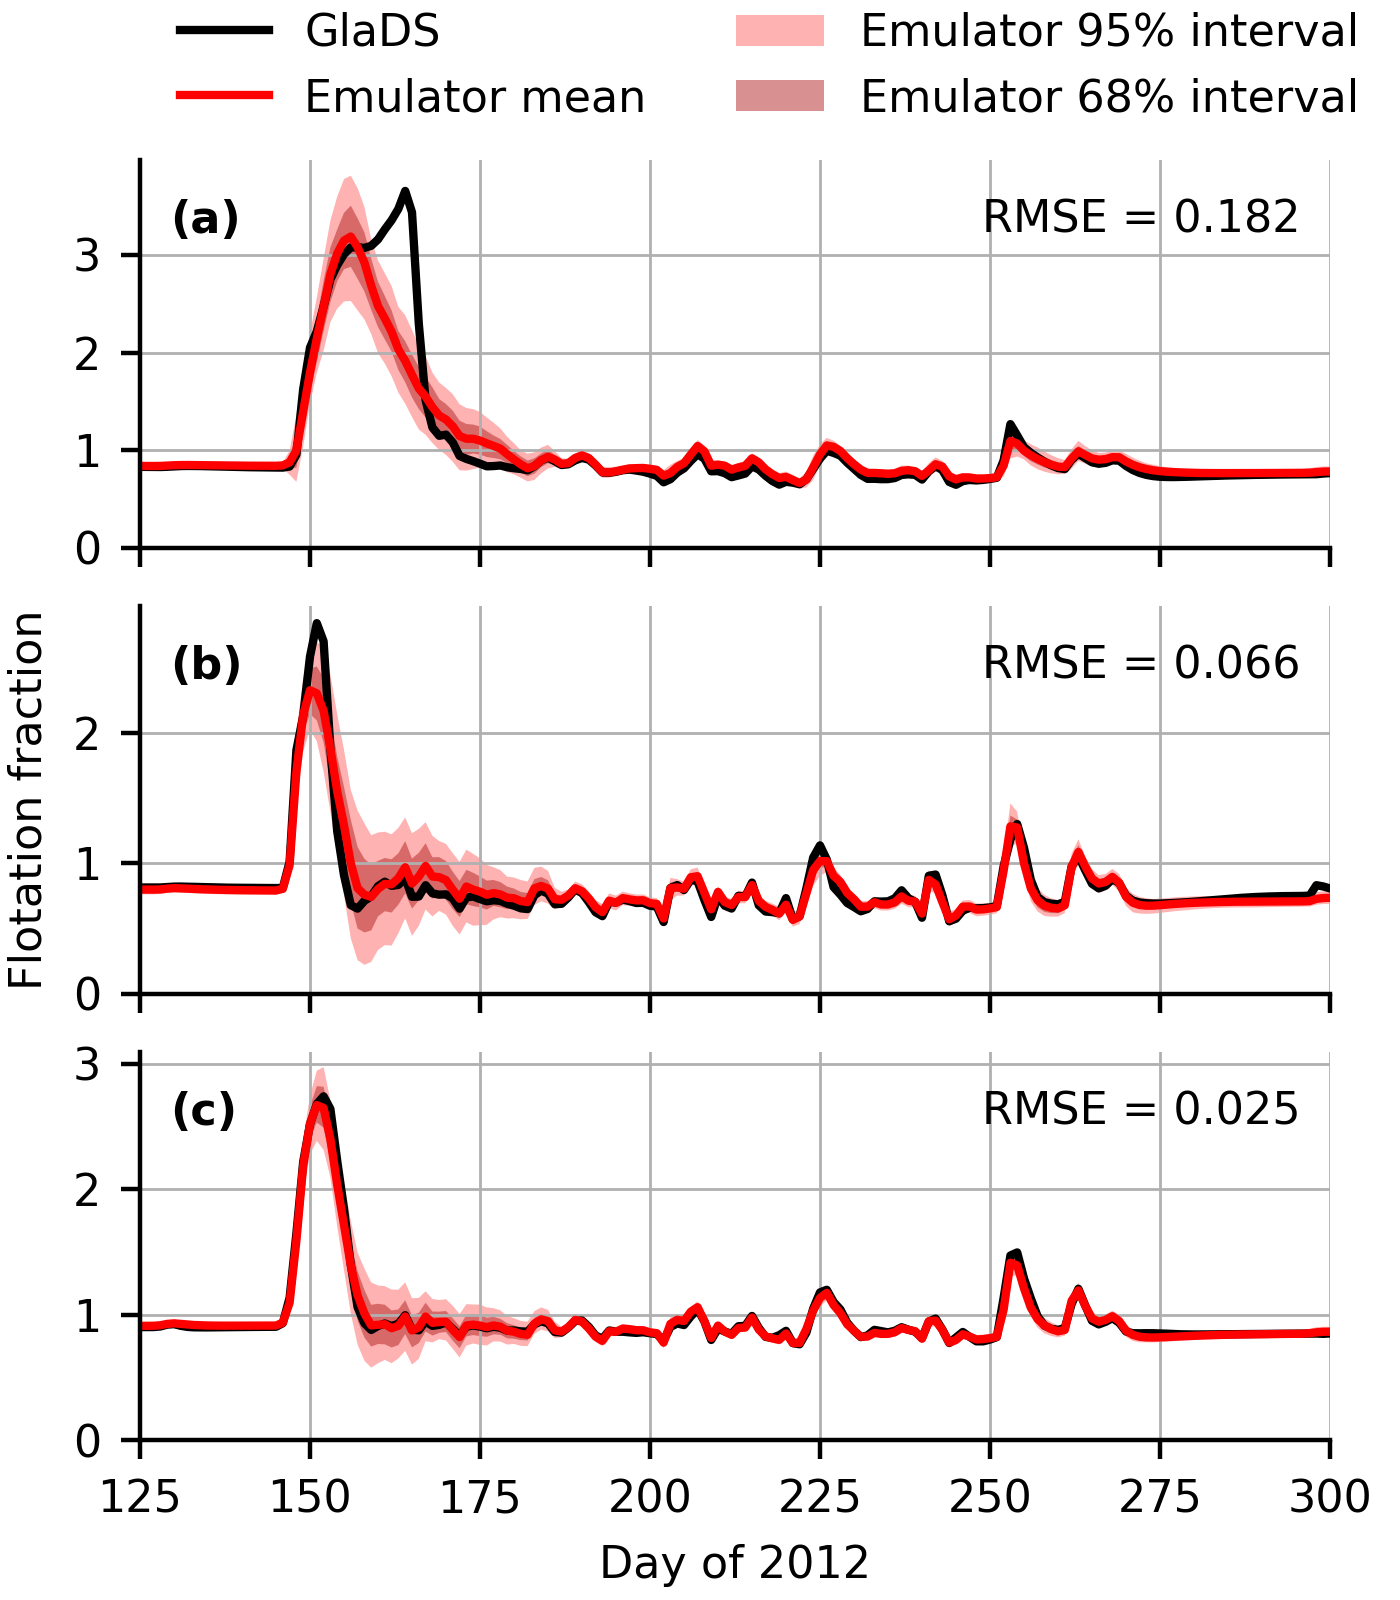 GlaDS
Emulator mean
Emulator 95% interval
Emulator 68% interval
(a)
RMSE = 0.182
3
2
1
0
(b)
RMSE = 0.066
2
1
0
Flotation fraction
(c)
RMSE = 0.025
3
2
1
0
125 150 175 200 225 250 275 300
Day of 2012